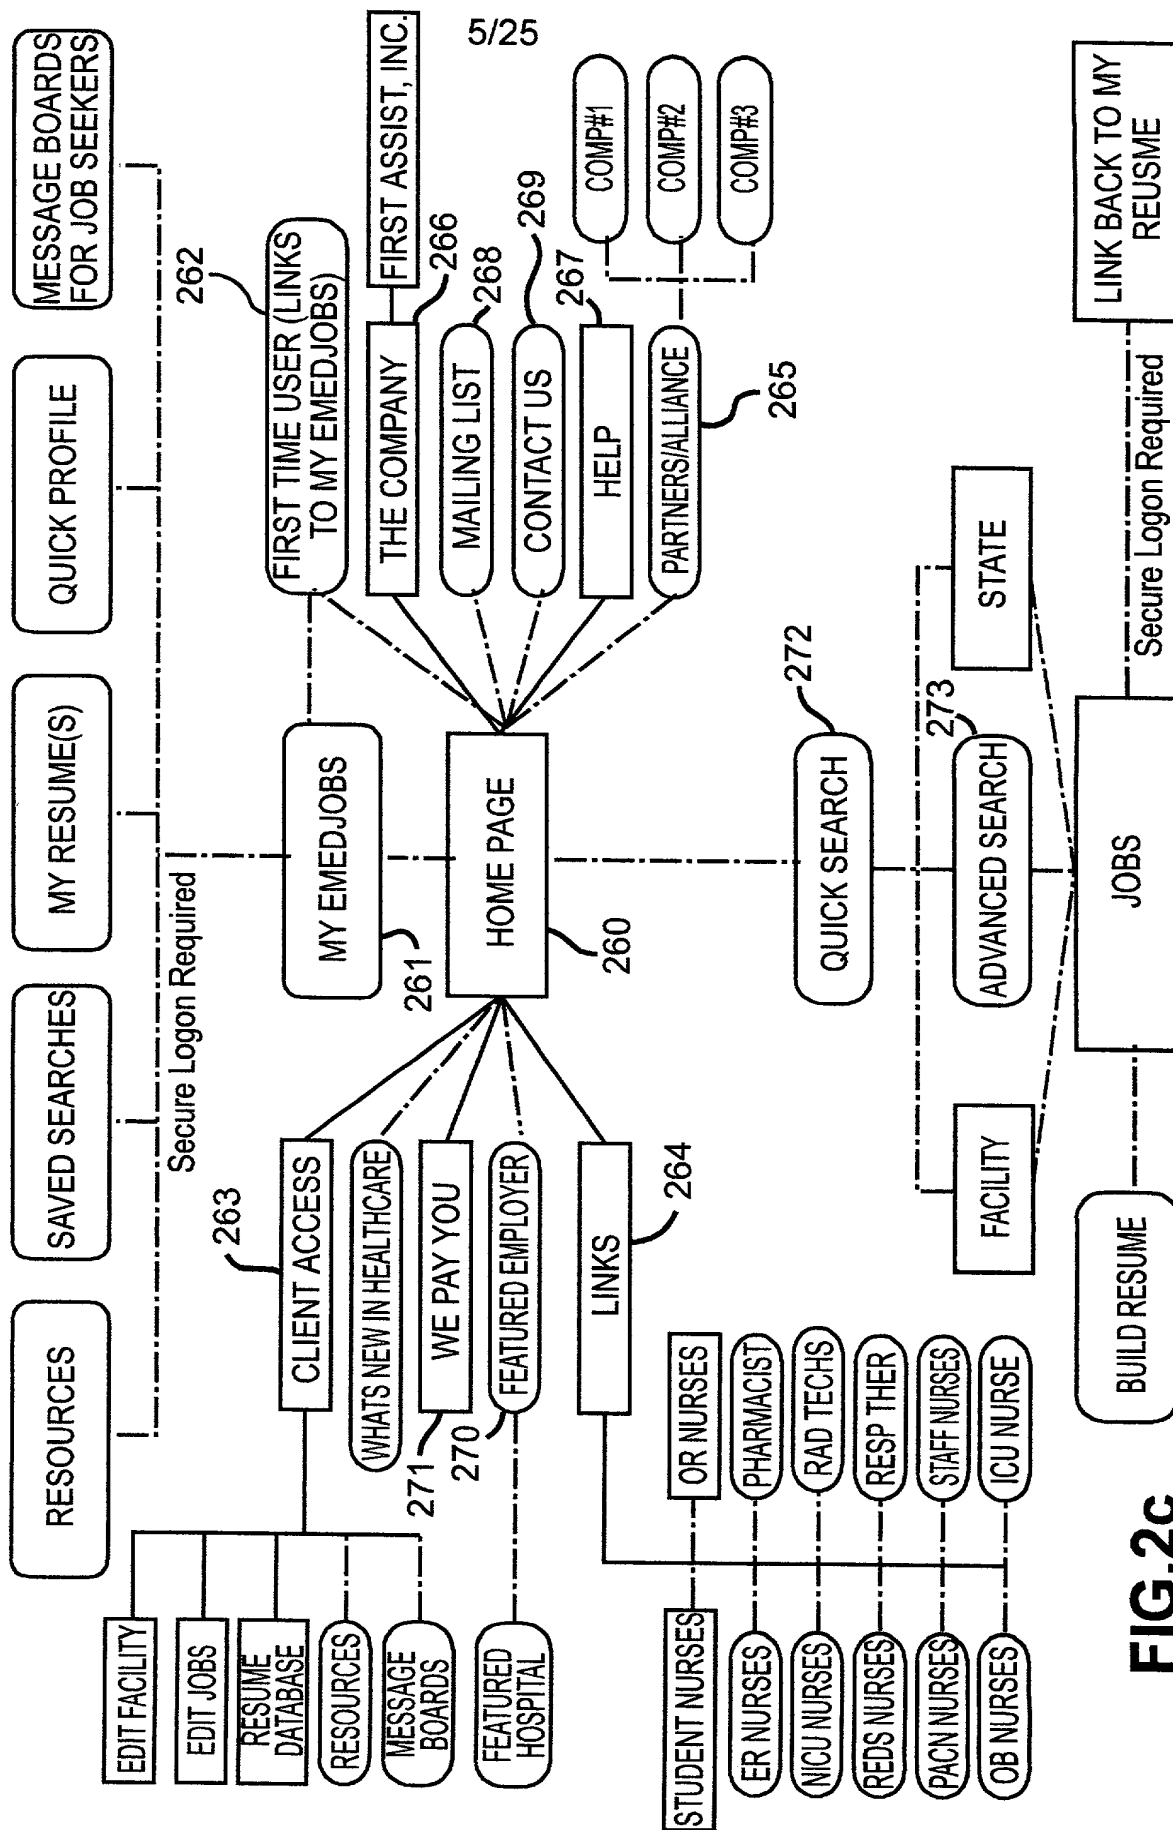 5/25
RESOURCES
SAVED SEARCHES
MY RESUME(S)
QUICK PROFILE
MESSAGE BOARDS
FOR JOB SEEKERS
Secure Logon Required
262
MY EMEDJOBS
261
FIRST TIME USER (LINKS
TO MY EMEDJOBS)
HOME PAGE
260
THE COMPANY
266
FIRST ASSIST, INC.
MAILING LIST
268
CONTACT US
269
HELP
267
PARTNERS/ALLIANCE
265
COMP#1
COMP#2
COMP#3
263
CLIENT ACCESS
WHATS NEW IN HEALTHCARE
WE PAY YOU
271
FEATURED EMPLOYER
270
LINKS
264
EDIT FACILITY
EDIT JOBS
RESUME
DATABASE
RESOURCES
MESSAGE
BOARDS
FEATURED
HOSPITAL
STUDENT NURSES
OR NURSES
ER NURSES
PHARMACIST
NICU NURSES
RAD TECHS
REDS NURSES
RESP THER
PACN NURSES
STAFF NURSES
OB NURSES
ICU NURSE
QUICK SEARCH
272
FACILITY
ADVANCED SEARCH
273
STATE
BUILD RESUME
JOBS
Secure Logon Required
LINK BACK TO MY
REUSME
FIG.2c